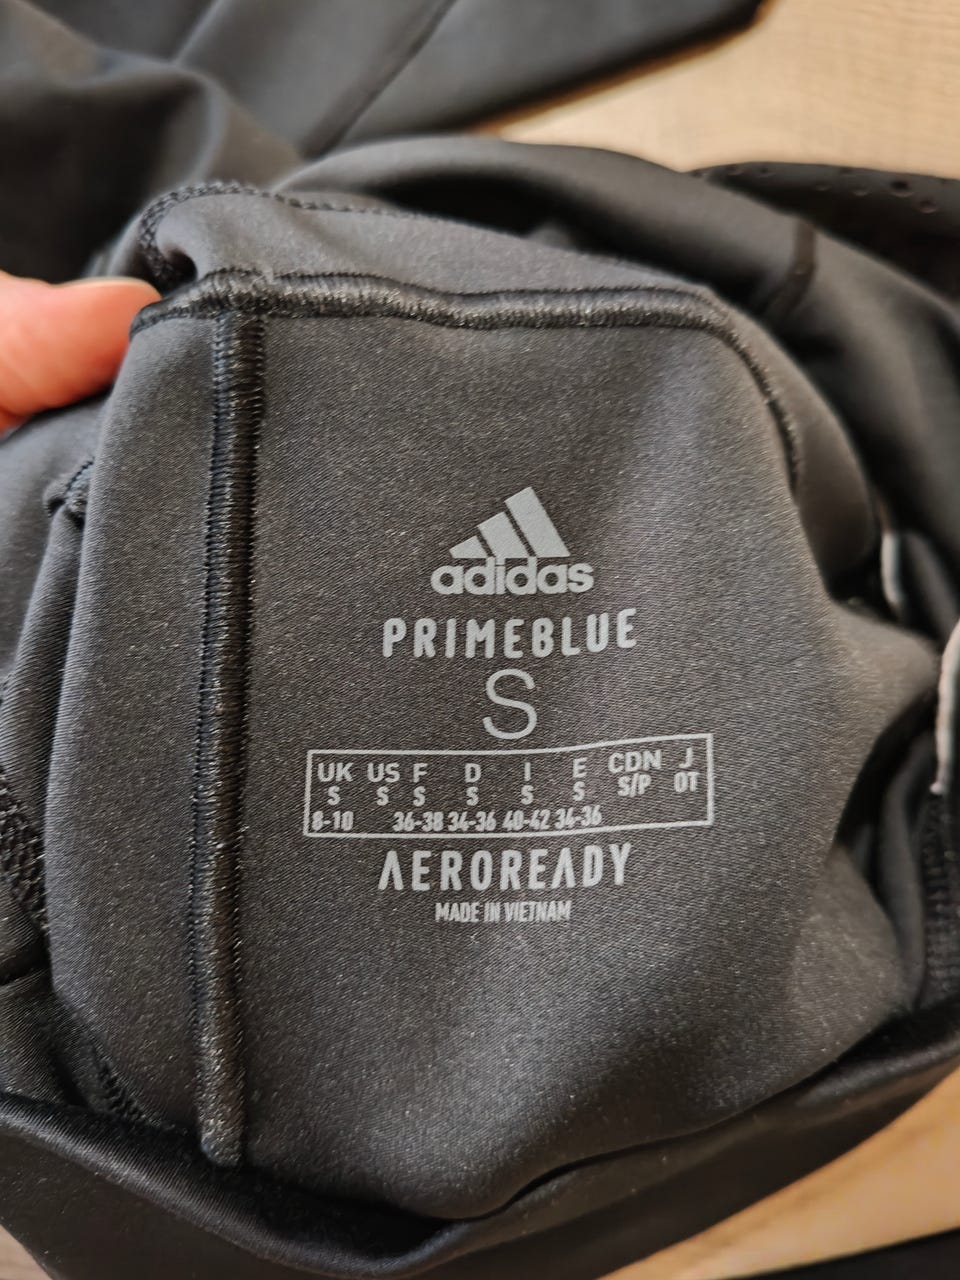 adidas
PRIMEBLUE
S
UK US F D I E CDN J
S S S S S S S/P OT
8-10 36-38 34-36 40-42 34-36
AEROREADY
MADE IN VIETNAM